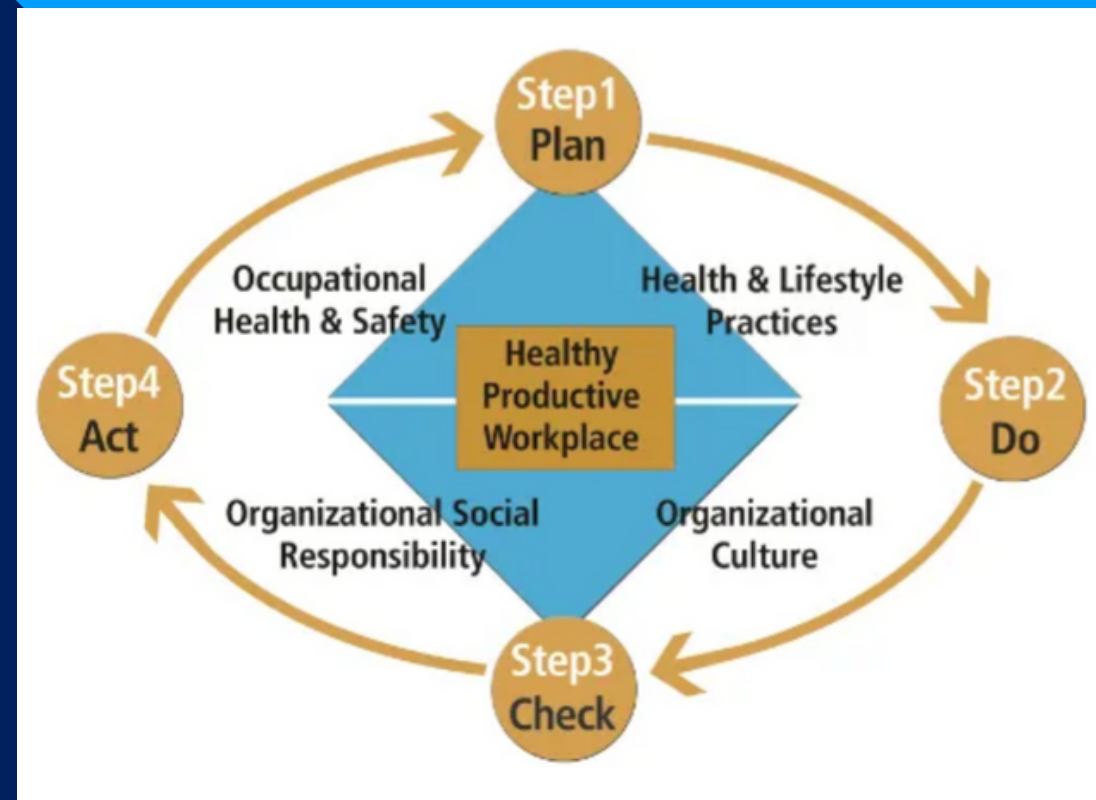 Step1
Plan
Occupational
Health & Safety
Health & Lifestyle
Practices
Healthy
Productive
Workplace
Step4
Act
Step2
Do
Organizational Social
Responsibility
Organizational
Culture
Step3
Check